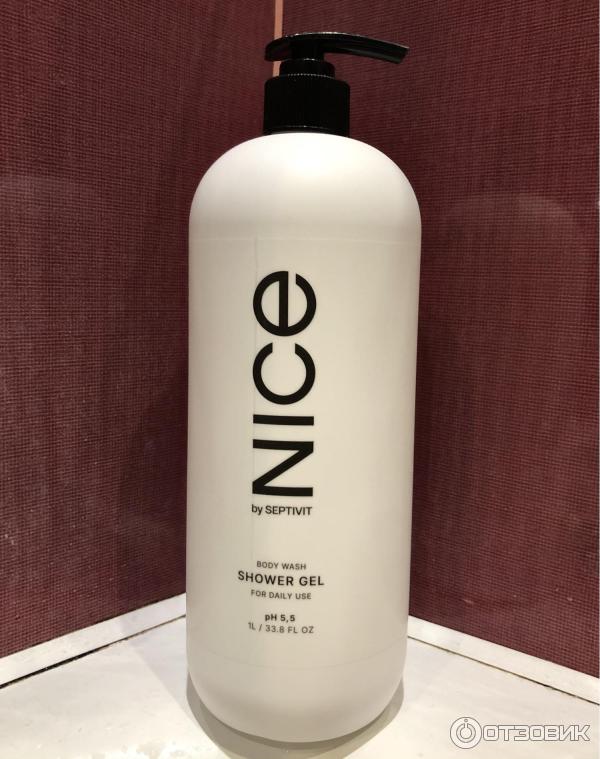 NICe
by SEPTIVIT
BODY WASH
SHOWER GEL
FOR DAILY USE
pH 5,5
1L / 33.8 FL OZ
ОТЗОВИК